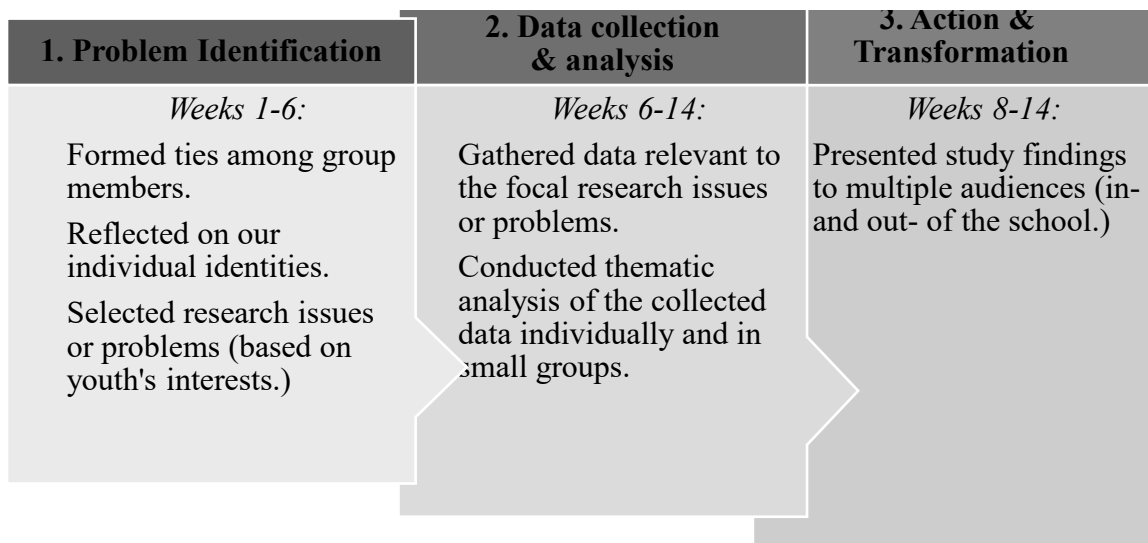 1. Problem Identification
Weeks 1-6:
Formed ties among group
members.
Reflected on our
individual identities.
Selected research issues
or problems (based on
youth's interests.)
2. Data collection
& analysis
Weeks 6-14:
Gathered data relevant to
the focal research issues
or problems.
Conducted thematic
analysis of the collected
data individually and in
small groups.
3. Action &
Transformation
Weeks 8-14:
Presented study findings
to multiple audiences (in-
and out- of the school.)